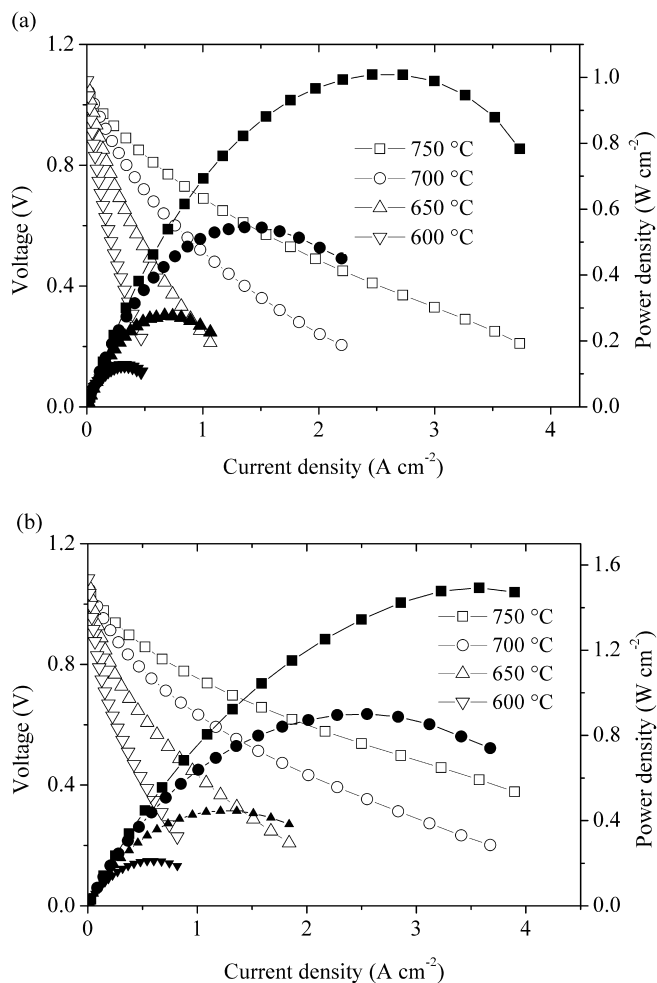 (a)
1.2
0.8
0.4
0.0
Voltage (V)
1.0
0.8
0.6
0.4
0.2
0.0
Power density (W cm-2)
750 °C
700 °C
650 °C
600 °C
0 1 2 3 4
Current density (A cm-2)
(b)
1.2
0.8
0.4
0.0
Voltage (V)
1.6
1.2
0.8
0.4
0.0
Power density (W cm-2)
750 °C
700 °C
650 °C
600 °C
0 1 2 3 4
Current density (A cm-2)